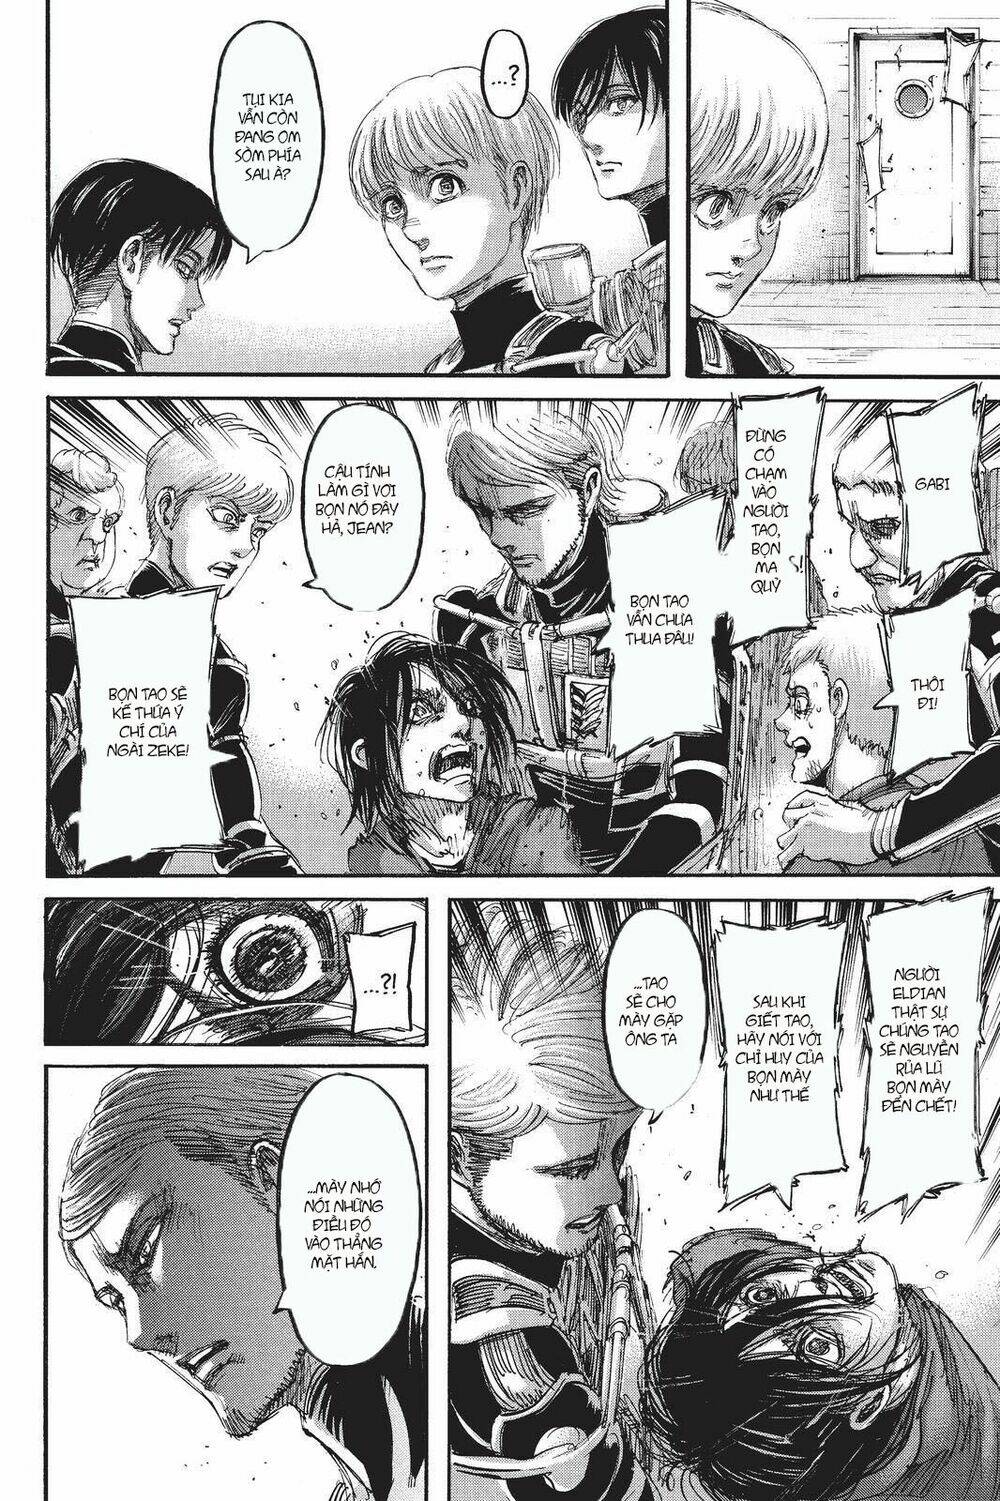 ...?
TỤI KIA
VẪN CÒN
ĐANG OM
SÒM PHÍA
SAU À?
GABI
THÔI
ĐI!
ĐỪNG
CÓ
CHẠM
VÀO
NGƯỜI
TAO,
BỌN
MA
QUỶ
S!
BỌN TAO
VẪN CHƯA
THUA ĐÂU!
CẬU TÍNH
LÀM GÌ VƠI
BỌN NÓ ĐÂY
HẢ, JEAN?
BỌN TAO SẼ
KẾ THỪA Ý
CHÍ CỦA
NGÀI ZEKE!
NGƯỜI
ELDIAN
THẬT SỰ
CHÚNG TAO
SẼ NGUYỀN
RỦA LŨ
BỌN MÀY
ĐẾN CHẾT!
SAU KHI
GIẾT TAO,
HÃY NÓI VỚI
CHỈ HUY CỦA
BỌN MÀY
NHƯ THẾ
...TAO
SẼ CHO
MÀY GẶP
ÔNG TA
...?!
...MÀY NHỚ
NÓI NHỮNG
ĐIỀU ĐÓ
VÀO THẲNG
MẶT HẮN.